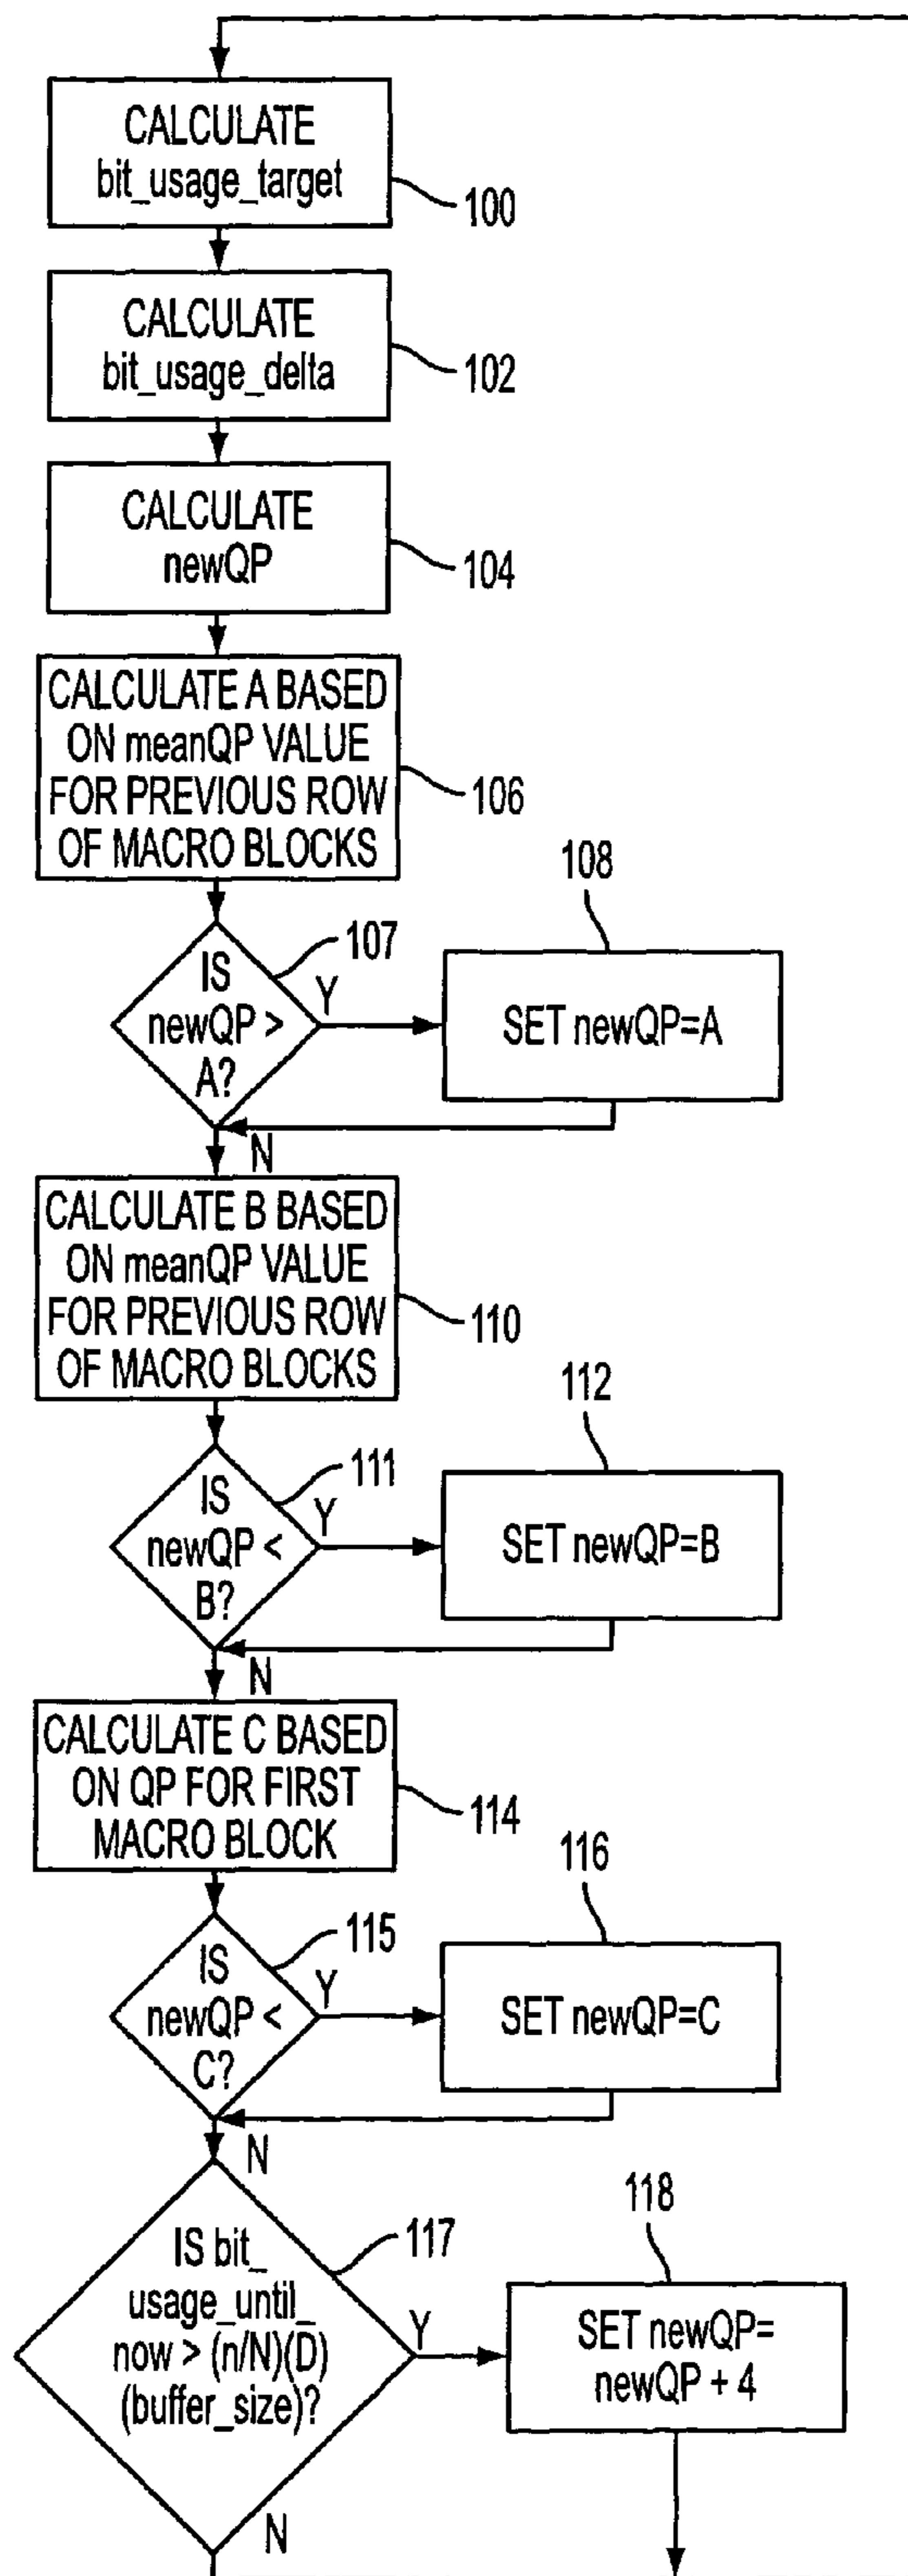 CALCULATE
bit_usage_target
100
CALCULATE
bit_usage_delta
102
CALCULATE
newQP
104
CALCULATE A BASED
ON meanQP VALUE
FOR PREVIOUS ROW
OF MACRO BLOCKS
106
IS
newQP >
A?
107
Y
108
SET newQP=A
N
CALCULATE B BASED
ON meanQP VALUE
FOR PREVIOUS ROW
OF MACRO BLOCKS
110
IS
newQP <
B?
111
Y
112
SET newQP=B
N
CALCULATE C BASED
ON QP FOR FIRST
MACRO BLOCK
114
IS
newQP <
C?
115
Y
116
SET newQP=C
N
IS bit_
usage_until_
now > (n/N)(D)
(buffer_size)?
117
Y
118
SET newQP=
newQP + 4
N